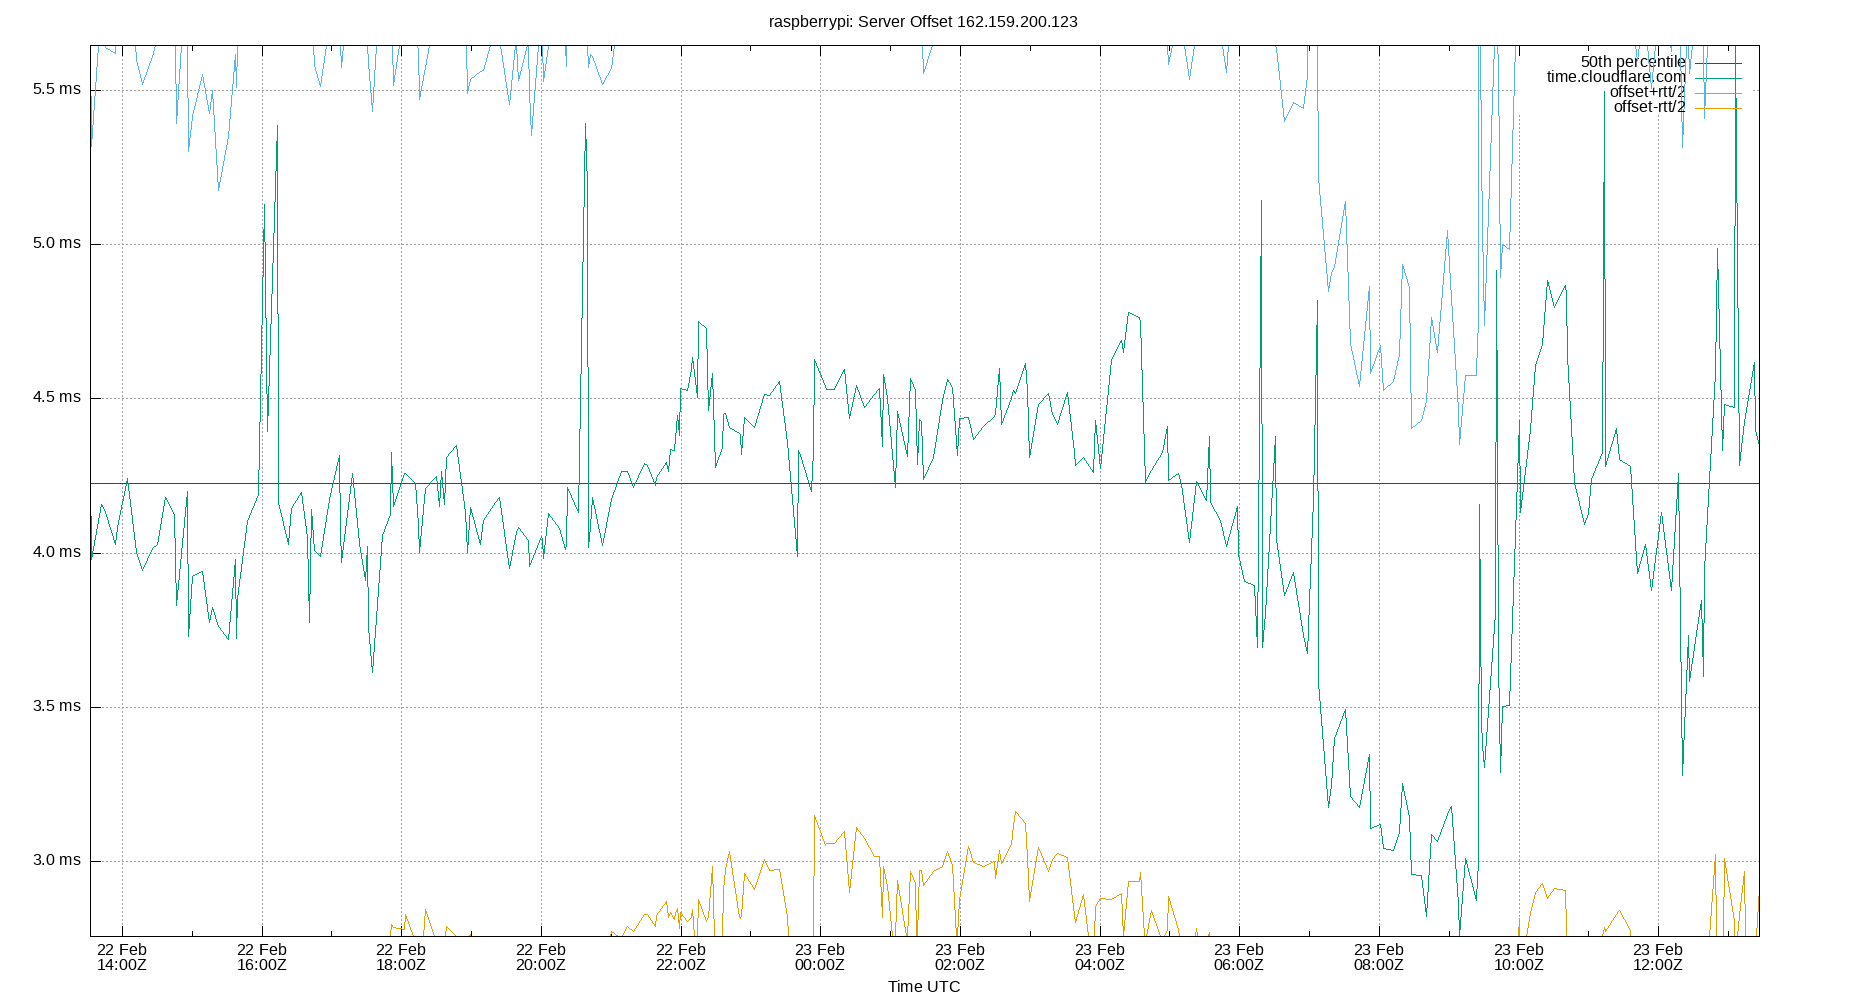 raspberrypi: Server Offset 162.159.200.123
50th percentile
time.cloudflare.com
offset+rtt/2
offset-rtt/2
5.5 ms
5.0 ms
4.5 ms
4.0 ms
3.5 ms
3.0 ms
22 Feb 22 Feb 22 Feb 22 Feb 22 Feb 23 Feb 23 Feb 23 Feb 23 Feb 23 Feb 23 Feb 23 Feb
14:00Z 16:00Z 18:00Z 20:00Z 22:00Z 00:00Z 02:00Z 04:00Z 06:00Z 08:00Z 10:00Z 12:00Z
Time UTC